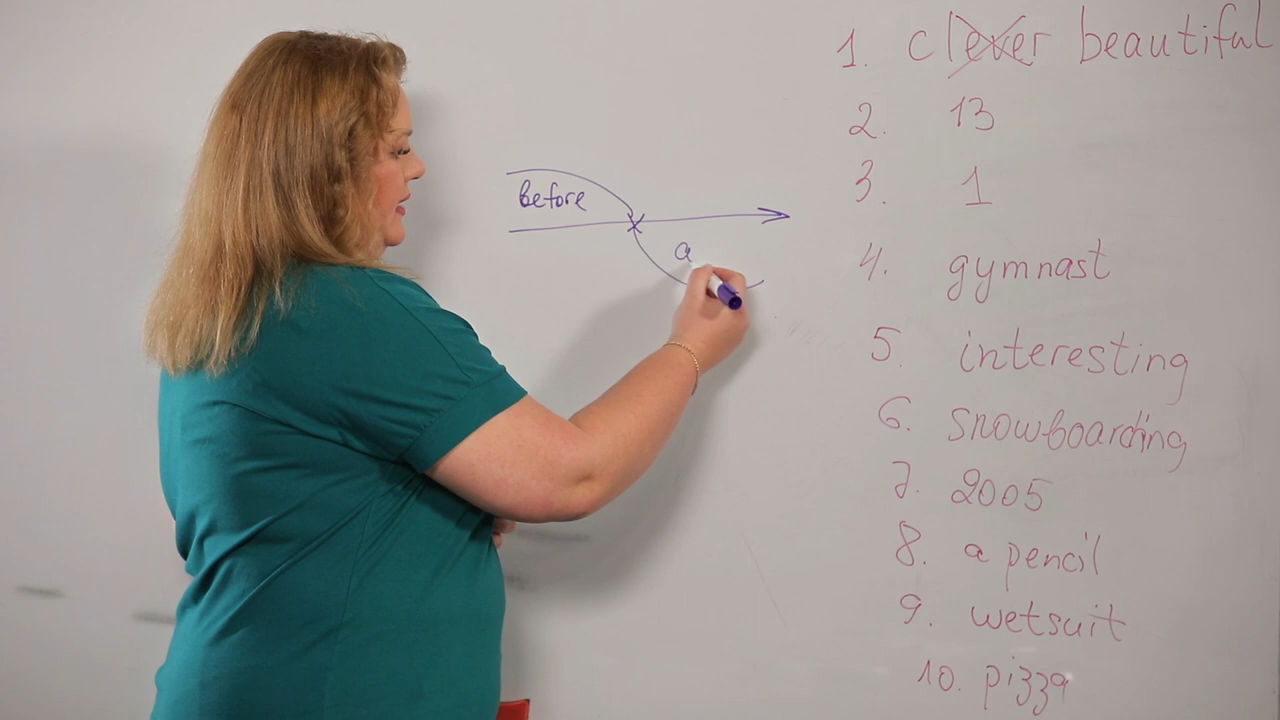 Before
a
1. clever beautiful
2. 13
3. 1
4. gymnast
5. interesting
6. snowboarding
7. 2005
8. a pencil
9. wetsuit
10. pizza